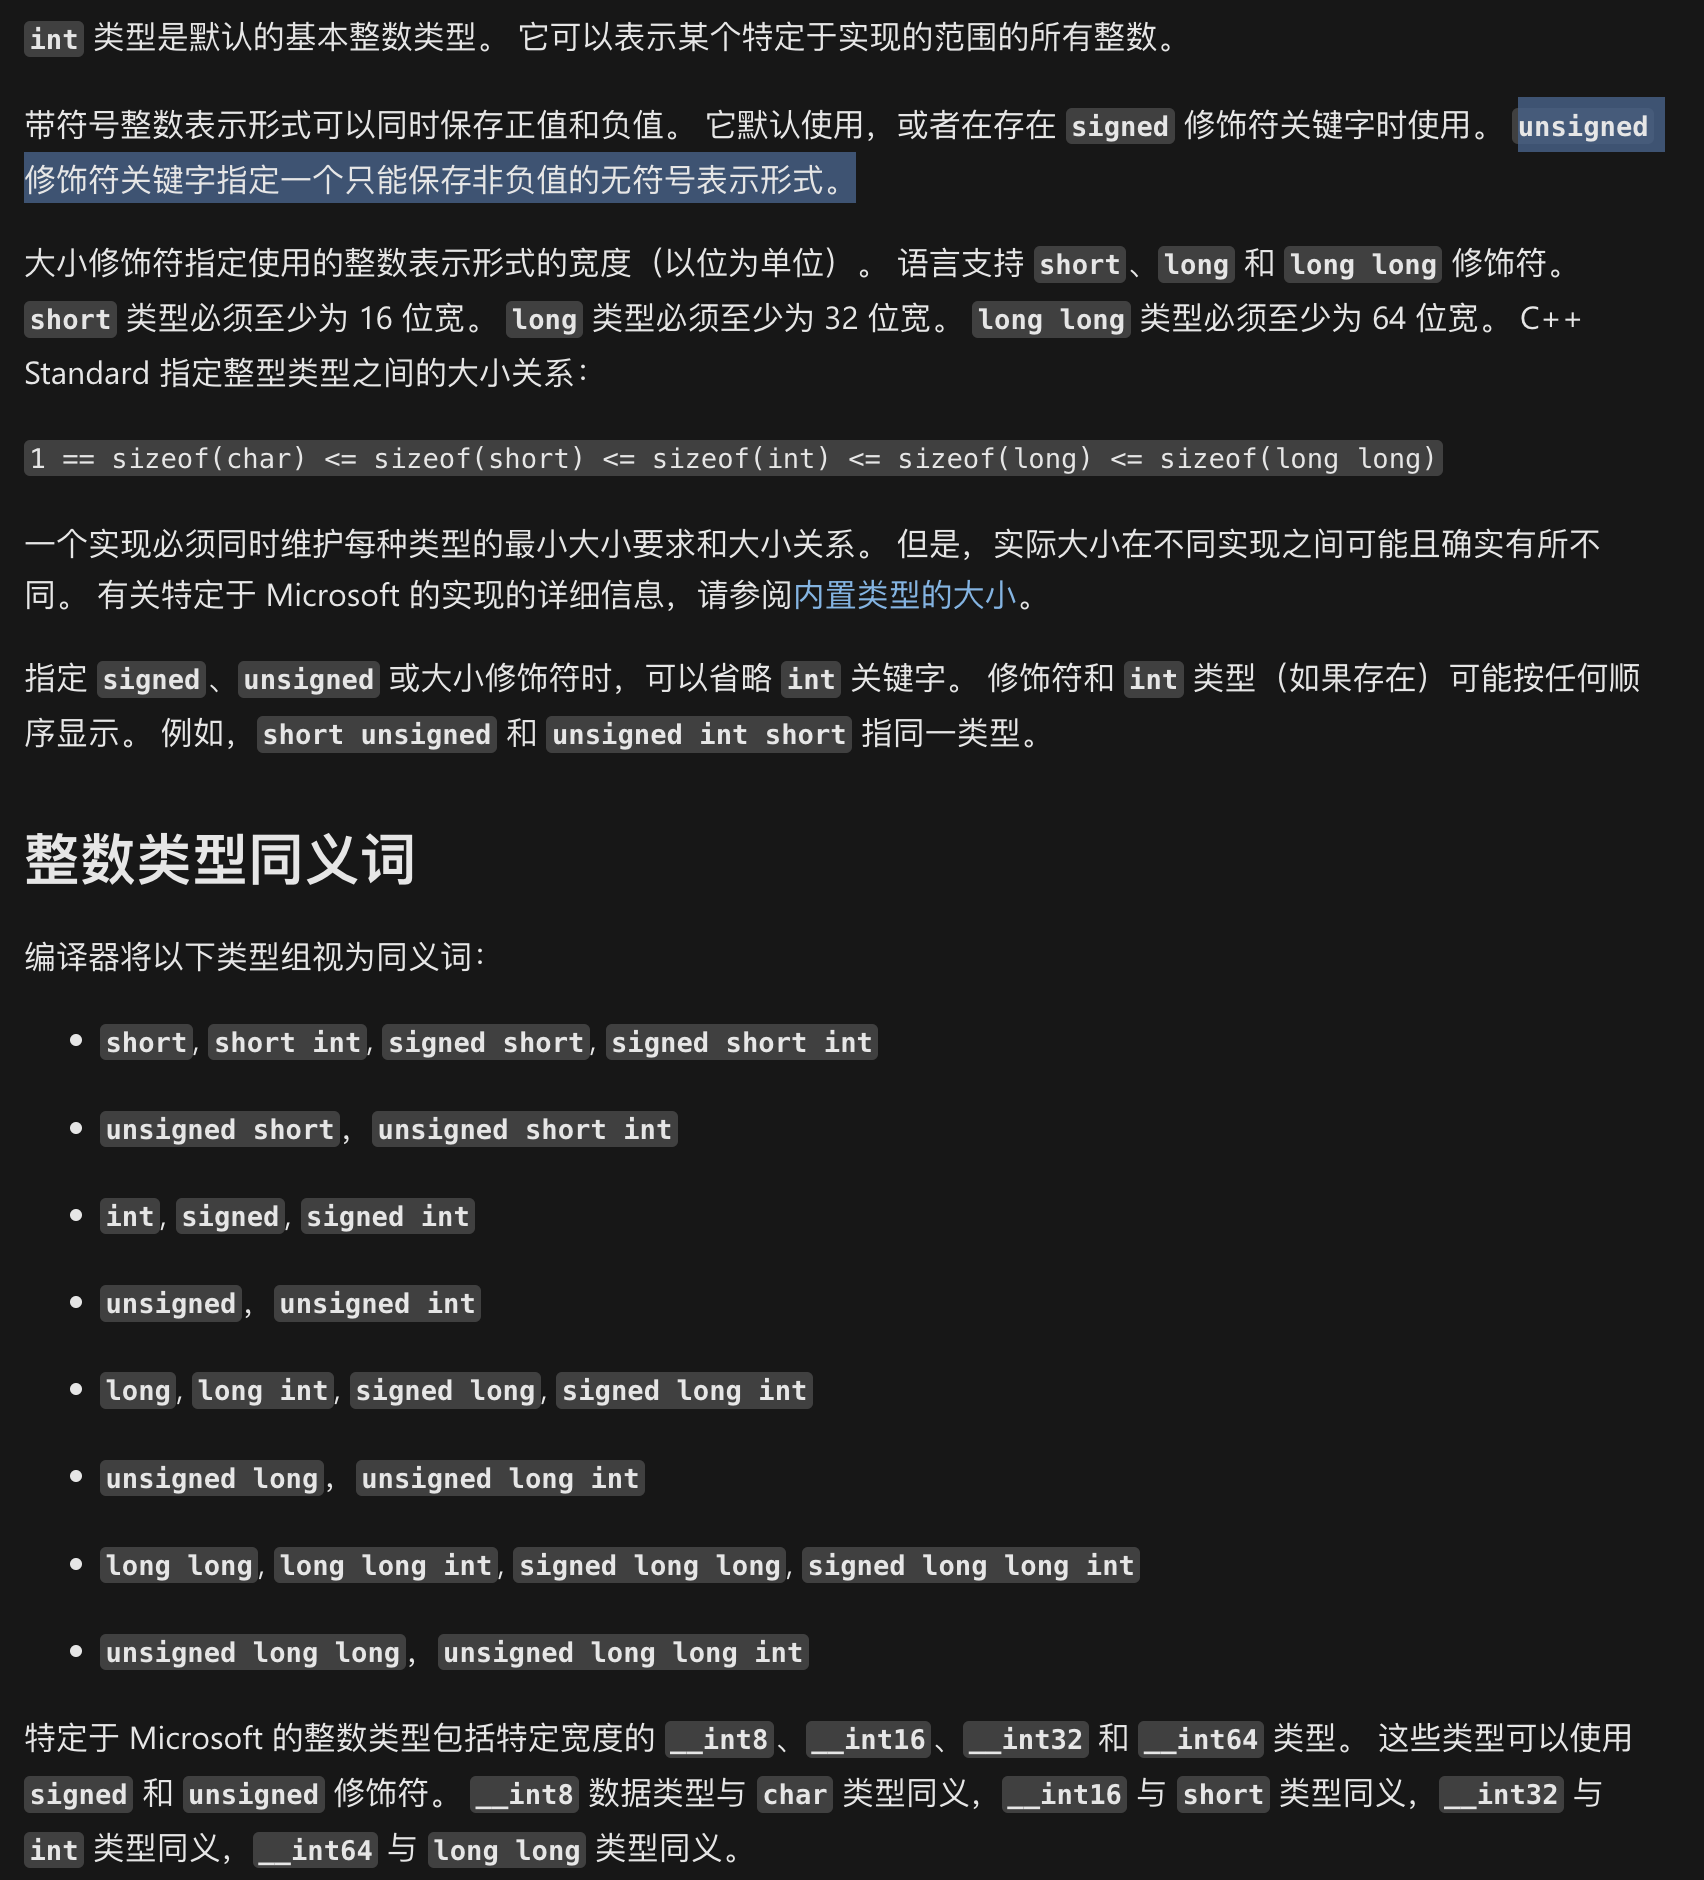 int 类型是默认的基本整数类型。 它可以表示某个特定于实现的范围的所有整数。
带符号整数表示形式可以同时保存正值和负值。 它默认使用，或者在存在 signed 修饰符关键字时使用。 unsigned
修饰符关键字指定一个只能保存非负值的无符号表示形式。
大小修饰符指定使用的整数表示形式的宽度（以位为单位）。 语言支持 short、long 和 long long 修饰符。
short 类型必须至少为 16 位宽。 long 类型必须至少为 32 位宽。 long long 类型必须至少为 64 位宽。 C++
Standard 指定整型类型之间的大小关系：
1 == sizeof(char) <= sizeof(short) <= sizeof(int) <= sizeof(long) <= sizeof(long long)
一个实现必须同时维护每种类型的最小大小要求和大小关系。 但是，实际大小在不同实现之间可能且确实有所不
同。 有关特定于 Microsoft 的实现的详细信息，请参阅内置类型的大小。
指定 signed、unsigned 或大小修饰符时，可以省略 int 关键字。 修饰符和 int 类型（如果存在）可能按任何顺
序显示。 例如，short unsigned 和 unsigned int short 指同一类型。
整数类型同义词
编译器将以下类型组视为同义词：
• short, short int, signed short, signed short int
• unsigned short， unsigned short int
• int, signed, signed int
• unsigned， unsigned int
• long, long int, signed long, signed long int
• unsigned long， unsigned long int
• long long, long long int, signed long long, signed long long int
• unsigned long long， unsigned long long int
特定于 Microsoft 的整数类型包括特定宽度的 __int8、__int16、__int32 和 __int64 类型。 这些类型可以使用
signed 和 unsigned 修饰符。 __int8 数据类型与 char 类型同义，__int16 与 short 类型同义，__int32 与
int 类型同义，__int64 与 long long 类型同义。